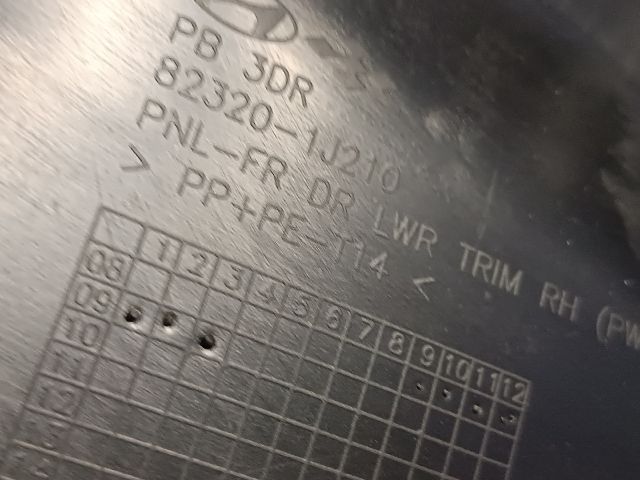 PB 3DR
82320-1J210
PNL-FR DR LWR TRIM RH (PW
> PP+PE-T14 <
1 2 3 4 5 6 7 8 9 10 11 12
08
09
10
11
12